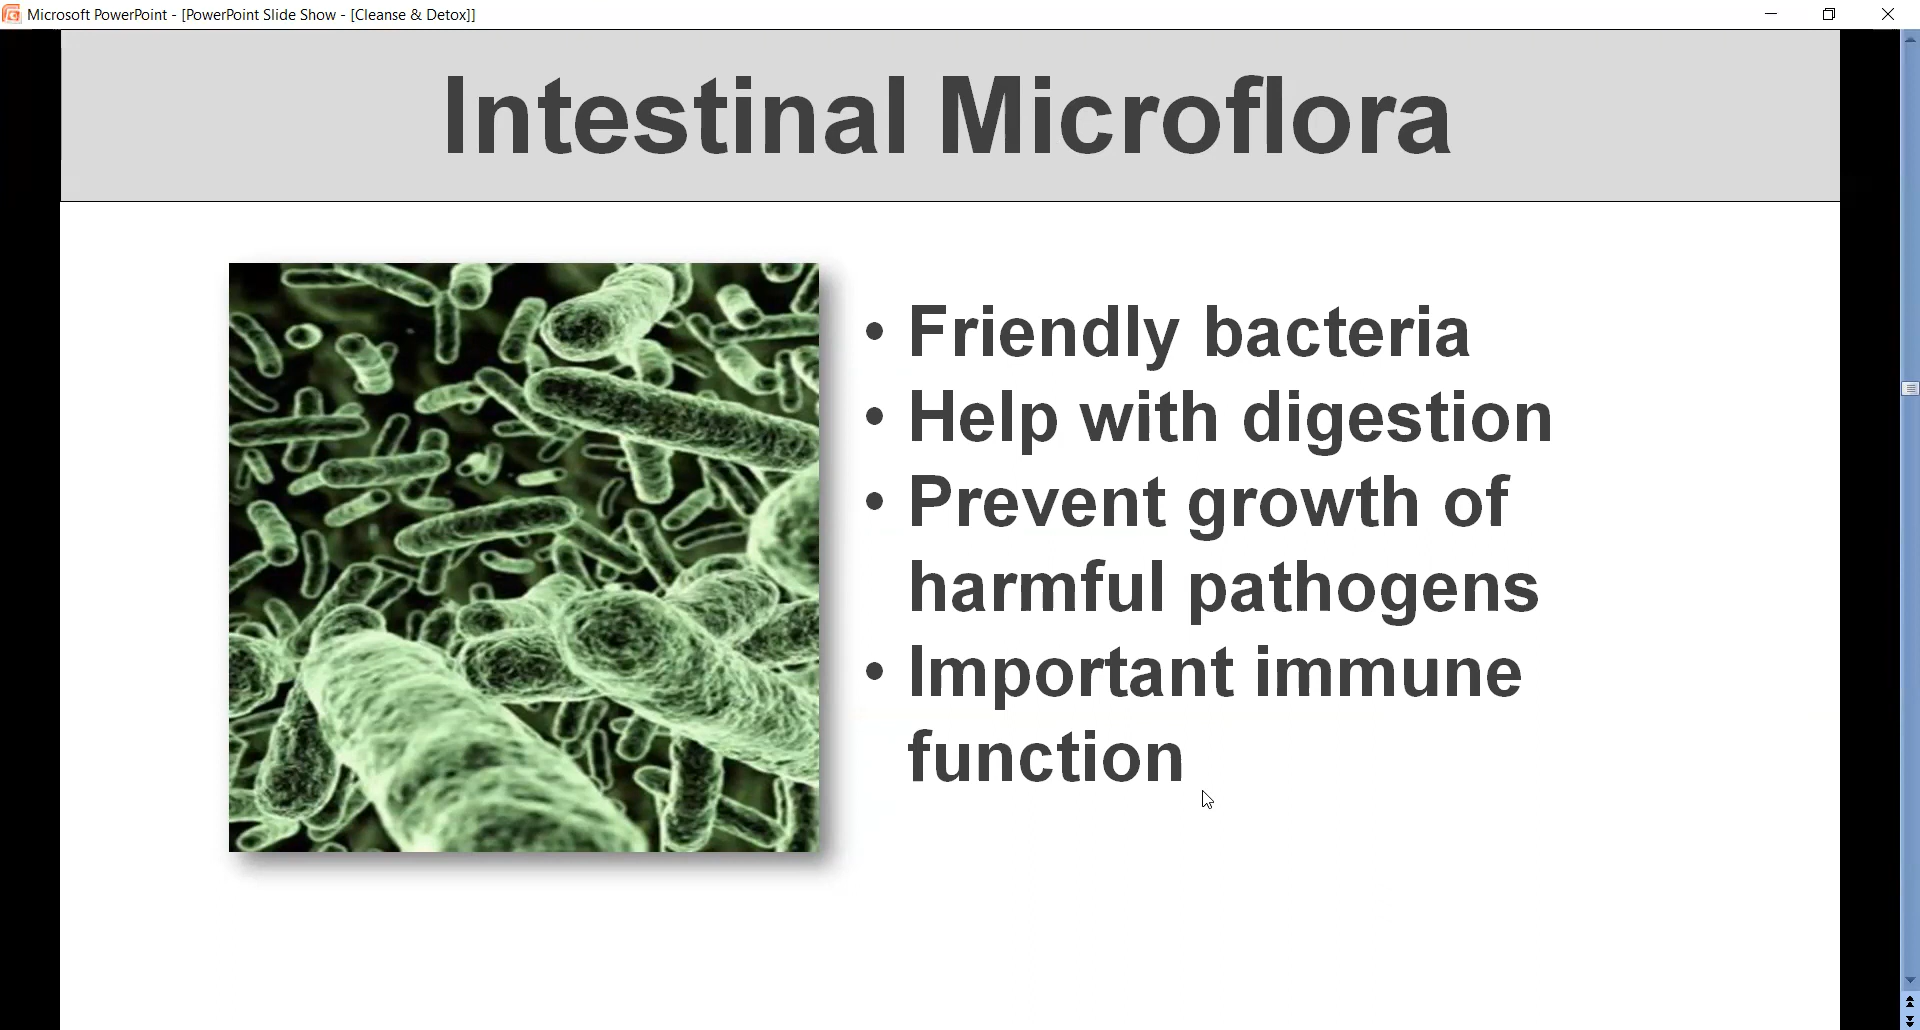 Microsoft PowerPoint - [PowerPoint Slide Show - [Cleanse & Detox]]
Intestinal Microflora
• Friendly bacteria
• Help with digestion
• Prevent growth of
harmful pathogens
• Important immune
function